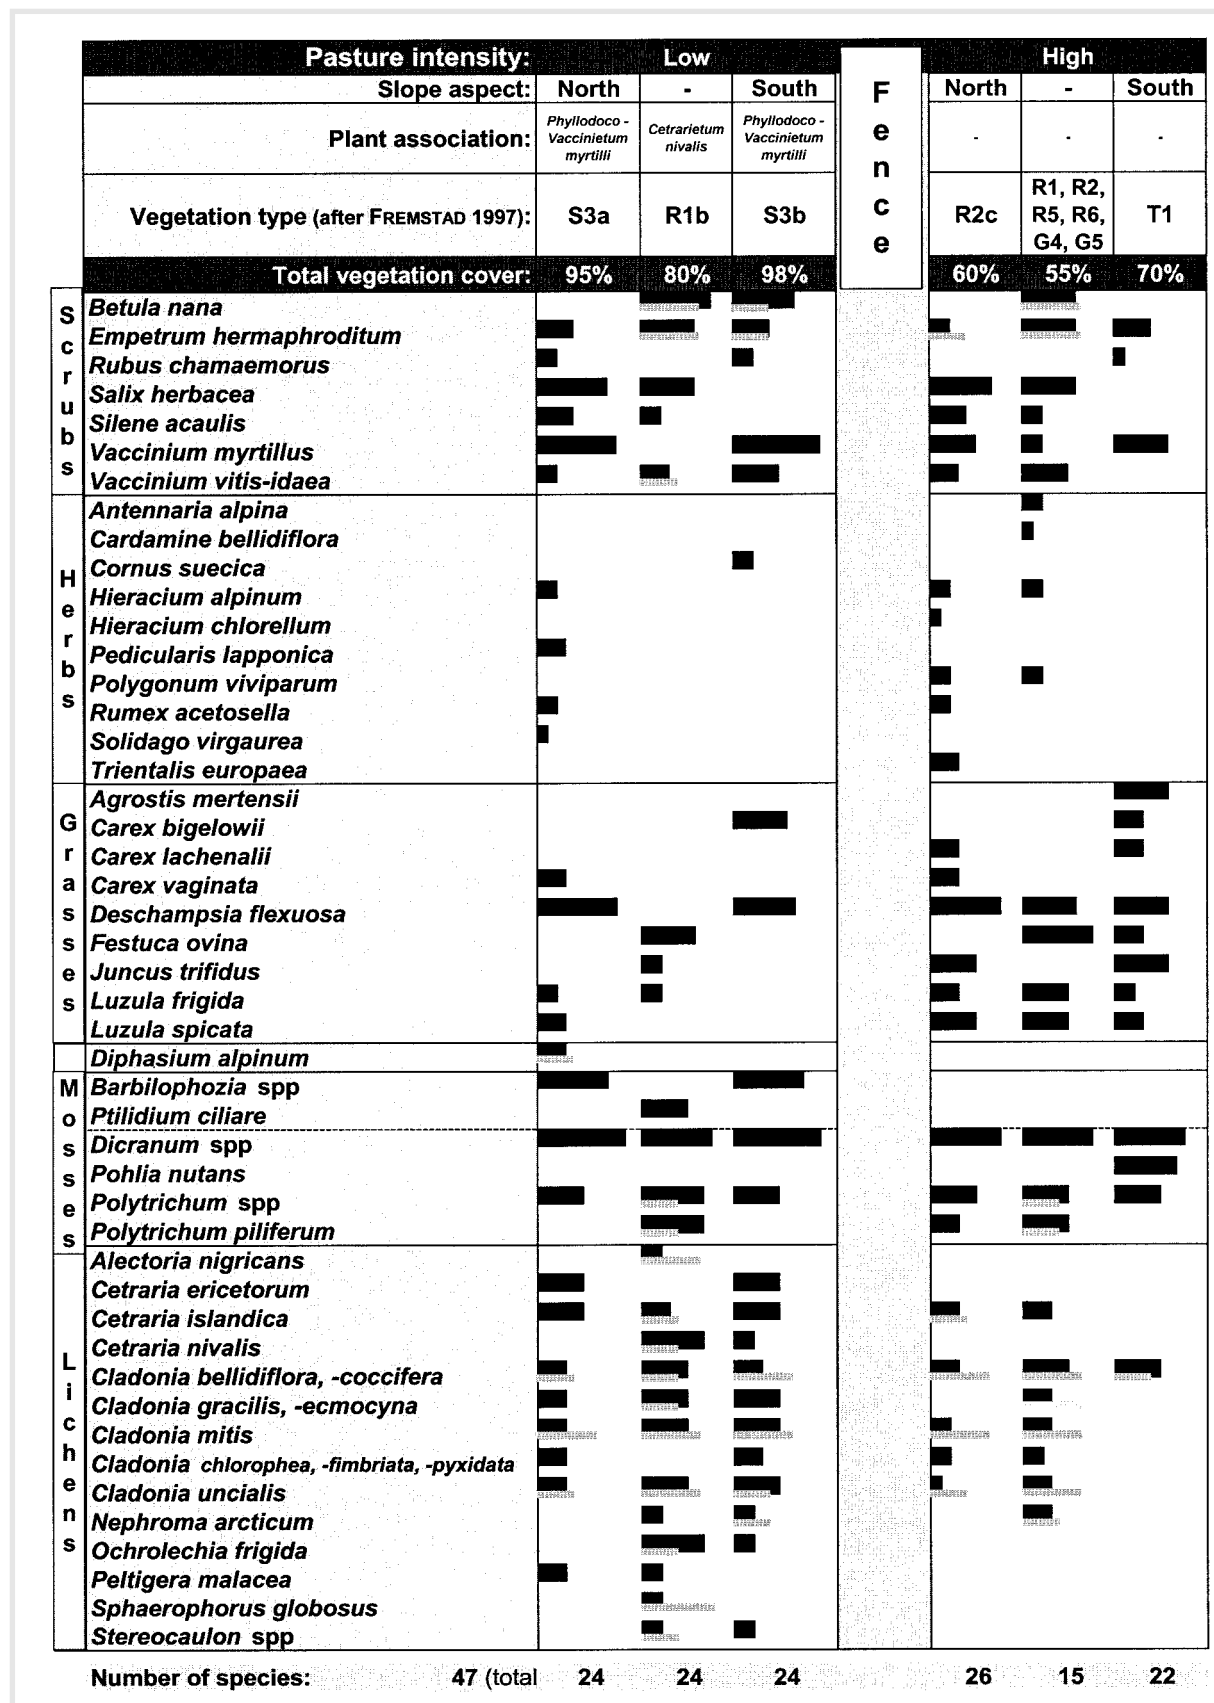 Pasture intensity: Low High
Slope aspect: North - South North - South
Plant association: Phyllodoco - Vaccinietum myrtilli Cetrarietum nivalis Phyllodoco - Vaccinietum myrtilli - - -
Vegetation type (after FREMSTAD 1997): S3a R1b S3b R2c R1, R2, R5, R6, G4, G5 T1
Total vegetation cover: 95% 80% 98% 60% 55% 70%
Fence
Scrubs
Betula nana
Empetrum hermaphroditum
Rubus chamaemorus
Salix herbacea
Silene acaulis
Vaccinium myrtillus
Vaccinium vitis-idaea
Herbs
Antennaria alpina
Cardamine bellidiflora
Cornus suecica
Hieracium alpinum
Hieracium chlorellum
Pedicularis lapponica
Polygonum viviparum
Rumex acetosella
Solidago virgaurea
Trientalis europaea
Grasses
Agrostis mertensii
Carex bigelowii
Carex lachenalii
Carex vaginata
Deschampsia flexuosa
Festuca ovina
Juncus trifidus
Luzula frigida
Luzula spicata
Diphasium alpinum
Mosses
Barbilophozia spp
Ptilidium ciliare
Dicranum spp
Pohlia nutans
Polytrichum spp
Polytrichum piliferum
Lichens
Alectoria nigricans
Cetraria ericetorum
Cetraria islandica
Cetraria nivalis
Cladonia bellidiflora, -coccifera
Cladonia gracilis, -ecmocyna
Cladonia mitis
Cladonia chlorophea, -fimbriata, -pyxidata
Cladonia uncialis
Nephroma arcticum
Ochrolechia frigida
Peltigera malacea
Sphaerophorus globosus
Stereocaulon spp
Number of species: 47 (total 24 24 24 26 15 22